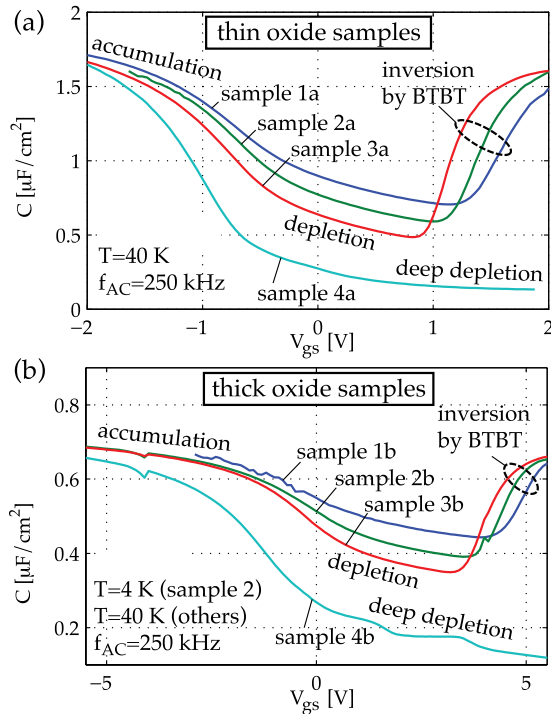 (a)
thin oxide samples
accumulation
inversion
by BTBT
sample 1a
sample 2a
sample 3a
depletion
deep depletion
sample 4a
T=40 K
f_AC=250 kHz
C [µF/cm²]
2
1.5
1
0.5
0
−2
−1
0
1
2
V_gs [V]
(b)
thick oxide samples
accumulation
inversion
by BTBT
sample 1b
sample 2b
sample 3b
depletion
deep depletion
sample 4b
T=4 K (sample 2)
T=40 K (others)
f_AC=250 kHz
C [µF/cm²]
0.8
0.6
0.4
0.2
−5
0
5
V_gs [V]